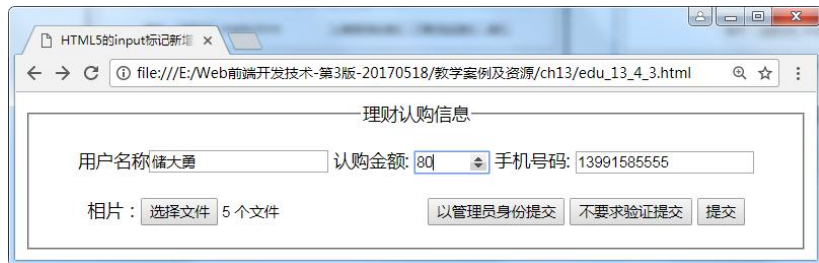 HTML5的input标记新增
file:///E:/Web前端开发技术-第3版-20170518/教学案例及资源/ch13/edu_13_4_3.html
理财认购信息
用户名称 储大勇 认购金额: 80 手机号码: 13991585555
相片： 选择文件 5 个文件 以管理员身份提交 不要求验证提交 提交